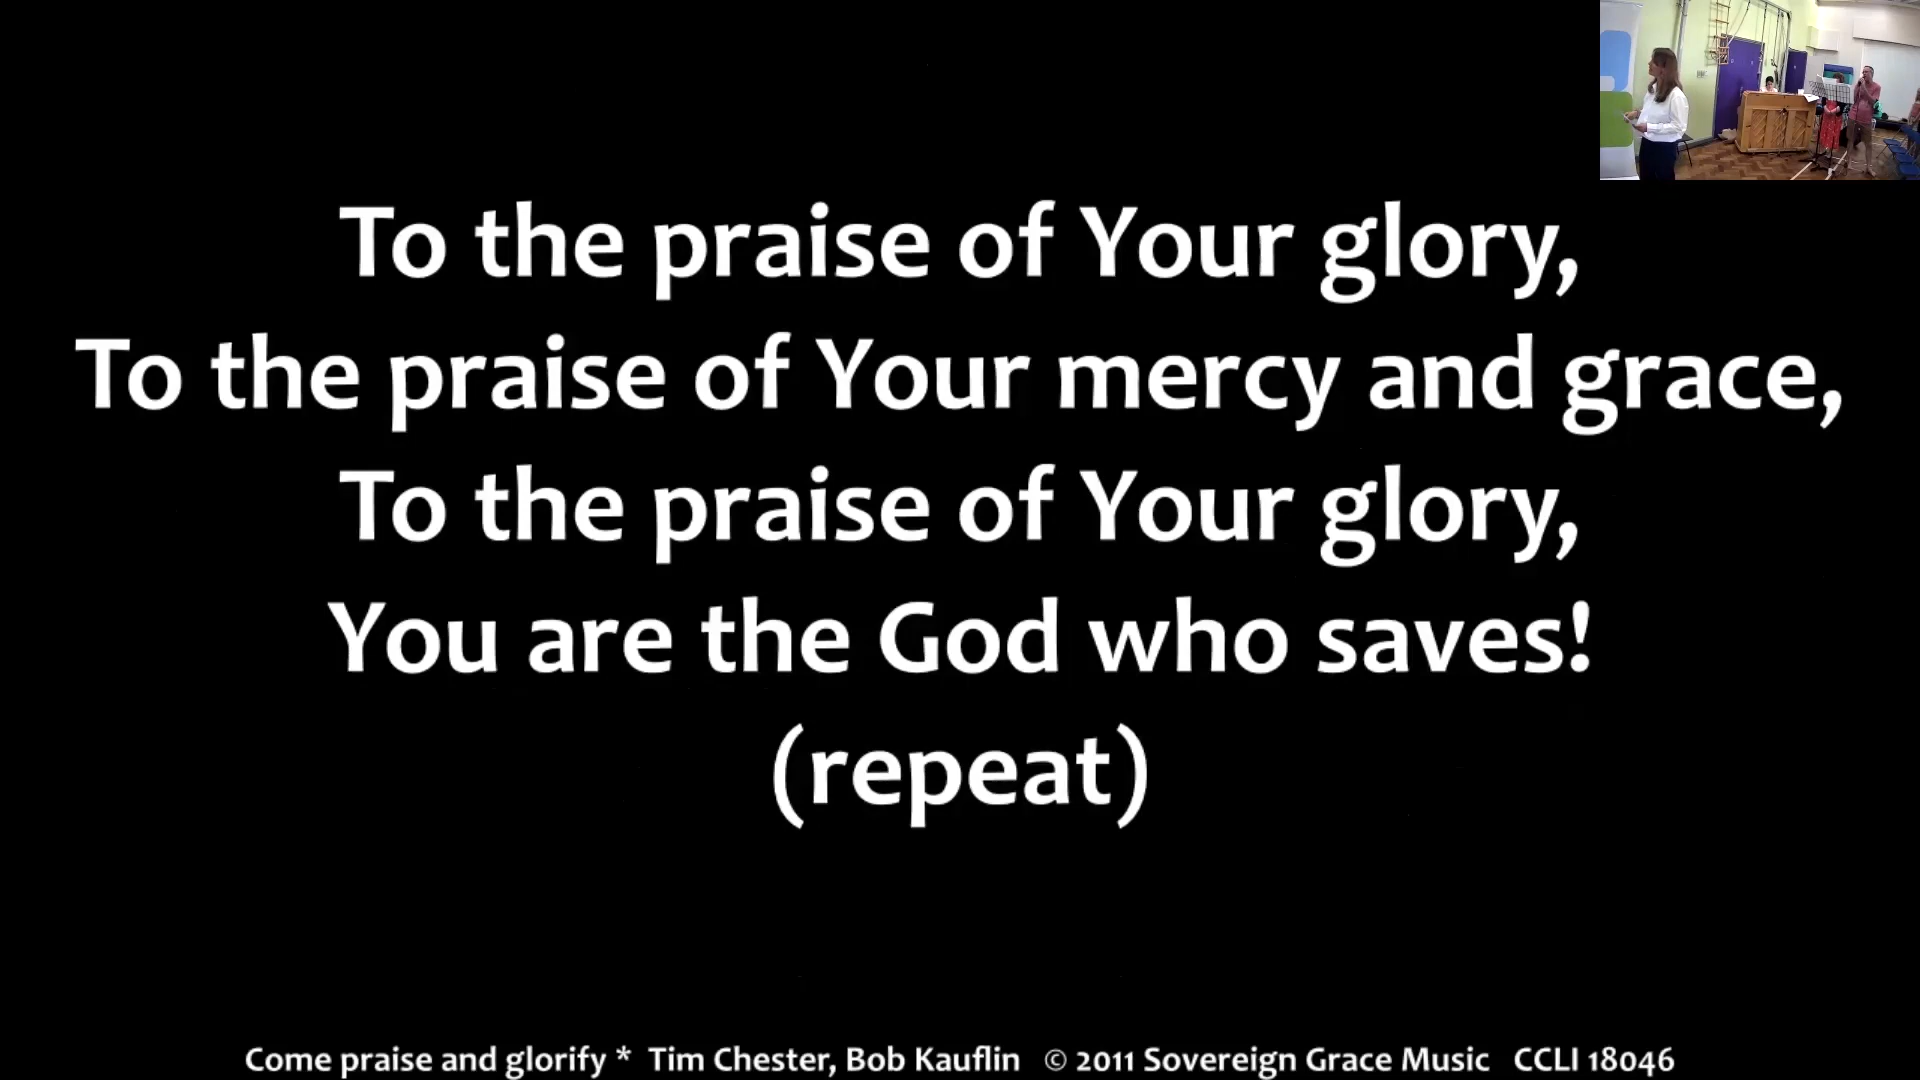 To the praise of Your glory,
To the praise of Your mercy and grace,
To the praise of Your glory,
You are the God who saves!
(repeat)
Come praise and glorify * Tim Chester, Bob Kauflin © 2011 Sovereign Grace Music CCLI 18046